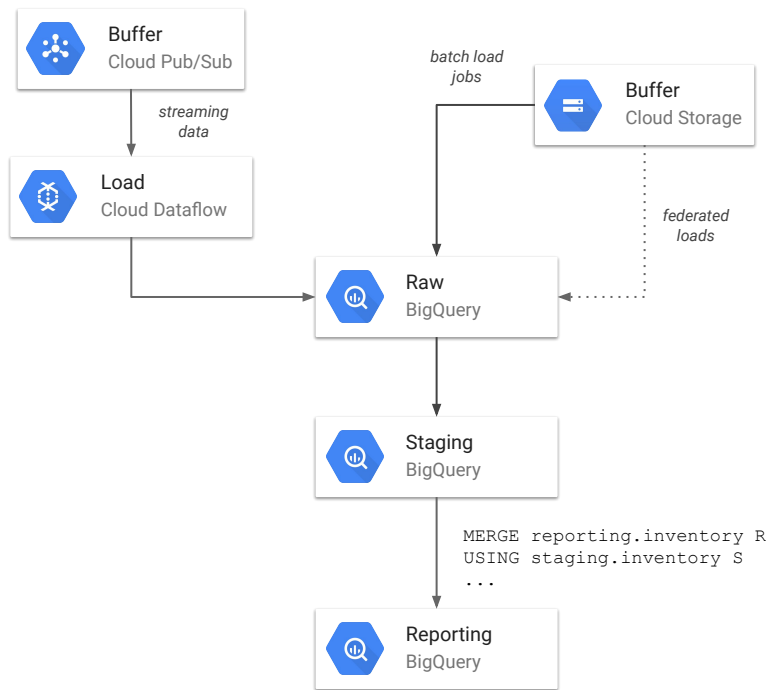 Buffer
Cloud Pub/Sub
streaming
data
batch load
jobs
Buffer
Cloud Storage
Load
Cloud Dataflow
federated
loads
Raw
BigQuery
Staging
BigQuery
MERGE reporting.inventory R
USING staging.inventory S
...
Reporting
BigQuery